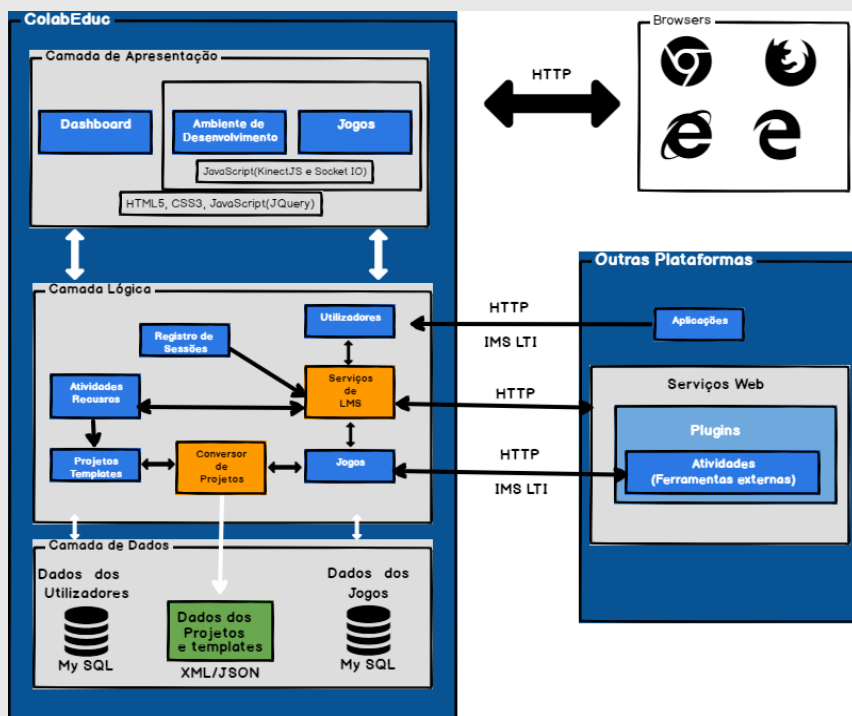 ColabEduc
Camada de Apresentação
Dashboard
Ambiente de
Desenvolvimento
Jogos
JavaScript(KinectJS e Socket IO)
HTML5, CSS3, JavaScript(JQuery)
HTTP
Browsers
Camada Lógica
Utilizadores
Registro de
Sessões
Serviços
de
LMS
Atividades
Recusros
Projetos
Templates
Conversor
de
Projetos
Jogos
HTTP
IMS LTI
HTTP
HTTP
IMS LTI
Outras Plataformas
Aplicações
Serviços Web
Plugins
Atividades
(Ferramentas externas)
Camada de Dados
Dados dos
Utilizadores
My SQL
Dados dos
Projetos
e templates
XML/JSON
Dados dos
Jogos
My SQL